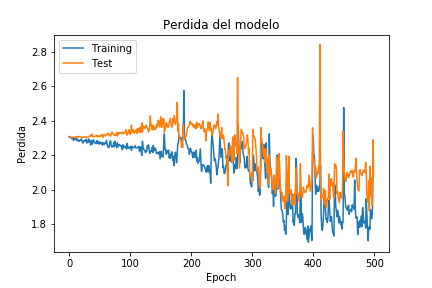 Perdida del modelo
Training
Test
2.8
2.6
2.4
2.2
2.0
1.8
Perdida
0 100 200 300 400 500
Epoch